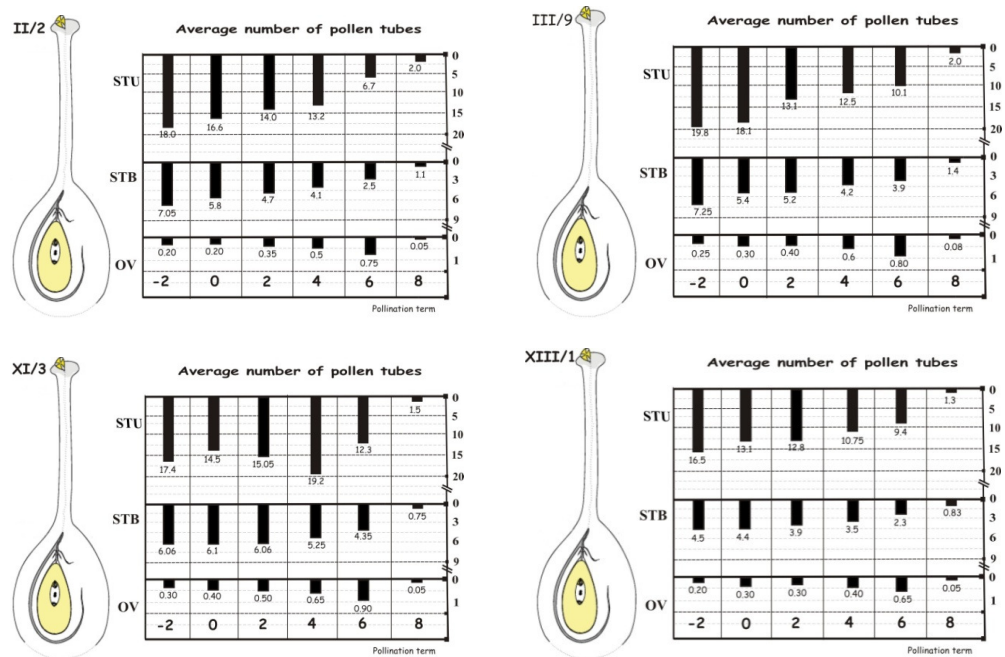 II/2
Average number of pollen tubes
STU
0
5
10
15
20
18.0 16.6 14.0 13.2 6.7 2.0
STB
0
3
6
9
7.05 5.8 4.7 4.1 2.5 1.1
OV
0
1
0.20 0.20 0.35 0.5 0.75 0.05
-2 0 2 4 6 8
Pollination term
III/9
Average number of pollen tubes
STU
0
5
10
15
20
19.8 18.1 13.1 12.5 10.1 2.0
STB
0
3
6
9
7.25 5.4 5.2 4.2 3.9 1.4
OV
0
1
0.25 0.30 0.40 0.6 0.80 0.08
-2 0 2 4 6 8
Pollination term
XI/3
Average number of pollen tubes
STU
0
5
10
15
20
17.4 14.5 15.05 19.2 12.3 1.5
STB
0
3
6
9
6.06 6.1 6.06 5.25 4.35 0.75
OV
0
1
0.30 0.40 0.50 0.65 0.90 0.05
-2 0 2 4 6 8
Pollination term
XIII/1
Average number of pollen tubes
STU
0
5
10
15
20
16.5 13.1 12.8 10.75 9.4 1.3
STB
0
3
6
9
4.5 4.4 3.9 3.5 2.3 0.83
OV
0
1
0.20 0.30 0.30 0.40 0.65 0.05
-2 0 2 4 6 8
Pollination term